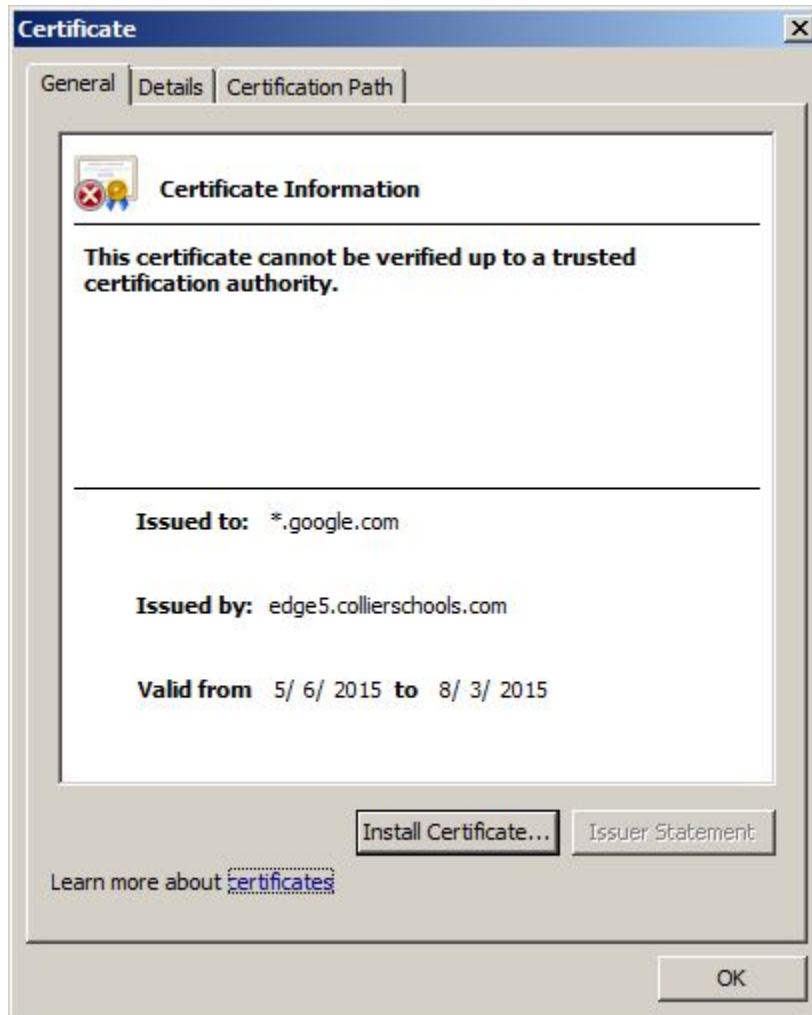 Certificate
General Details Certification Path
Certificate Information
This certificate cannot be verified up to a trusted
certification authority.
Issued to: *.google.com
Issued by: edge5.collierschools.com
Valid from 5/ 6/ 2015 to 8/ 3/ 2015
Install Certificate... Issuer Statement
Learn more about certificates
OK